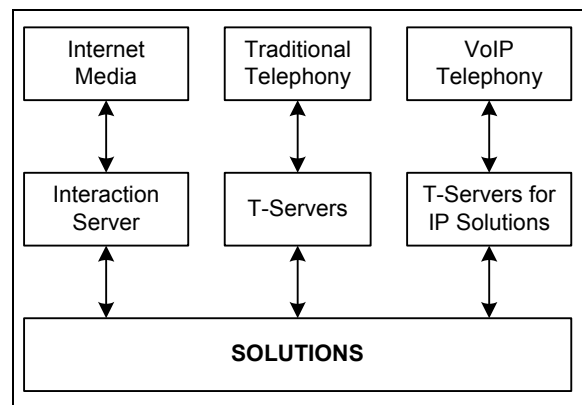 Internet
Media
Traditional
Telephony
VoIP
Telephony
Interaction
Server
T-Servers
T-Servers for
IP Solutions
SOLUTIONS